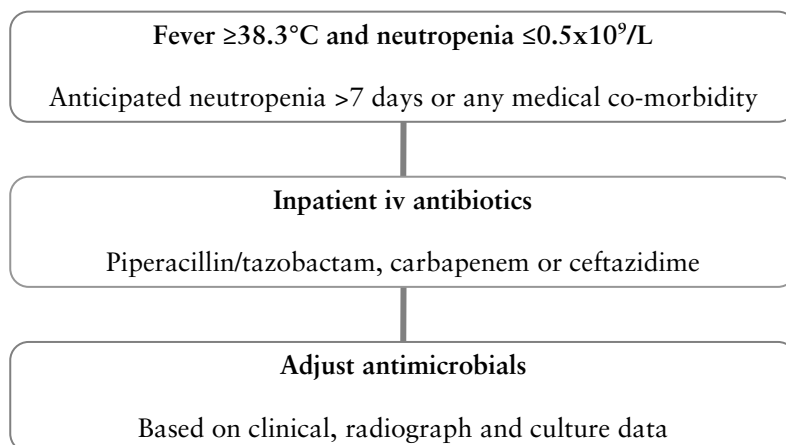 Fever ≥38.3°C and neutropenia ≤0.5x10⁹/L
Anticipated neutropenia >7 days or any medical co-morbidity
Inpatient iv antibiotics
Piperacillin/tazobactam, carbapenem or ceftazidime
Adjust antimicrobials
Based on clinical, radiograph and culture data